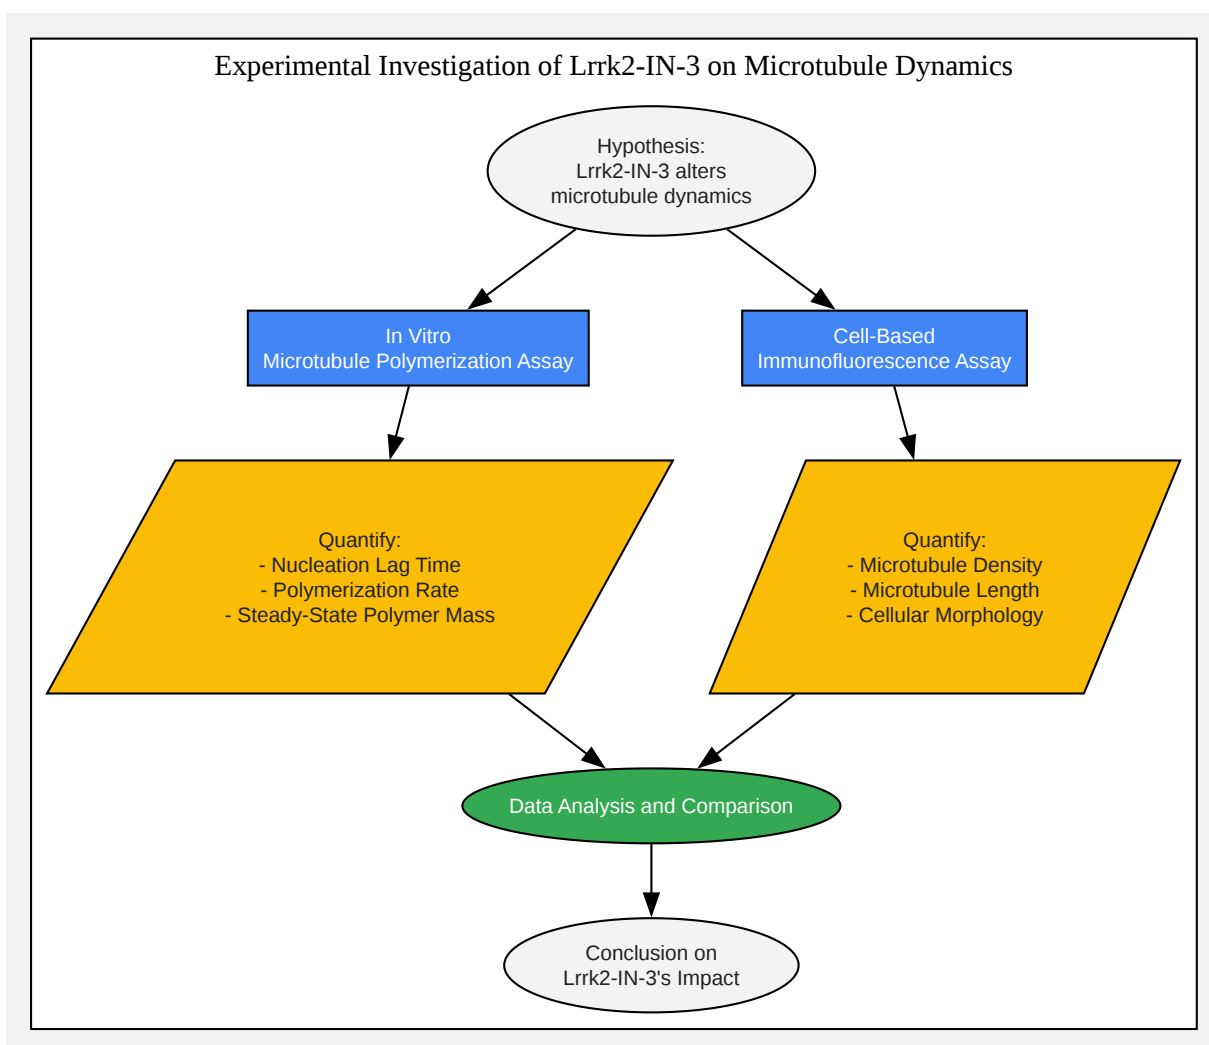 Experimental Investigation of Lrrk2-IN-3 on Microtubule Dynamics
Hypothesis:
Lrrk2-IN-3 alters
microtubule dynamics
In Vitro
Microtubule Polymerization Assay
Cell-Based
Immunofluorescence Assay
Quantify:
- Nucleation Lag Time
- Polymerization Rate
- Steady-State Polymer Mass
Quantify:
- Microtubule Density
- Microtubule Length
- Cellular Morphology
Data Analysis and Comparison
Conclusion on
Lrrk2-IN-3's Impact